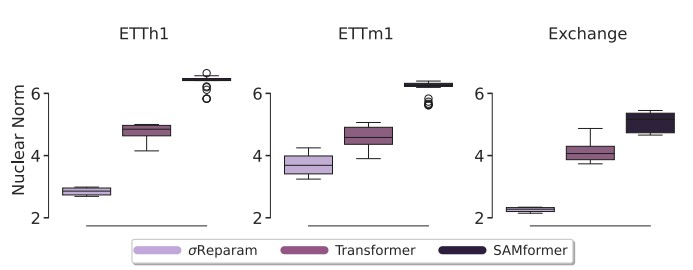 ETTh1 ETTm1 Exchange
Nuclear Norm
6 6 6
4 4 4
2 2 2
σReparam Transformer SAMformer